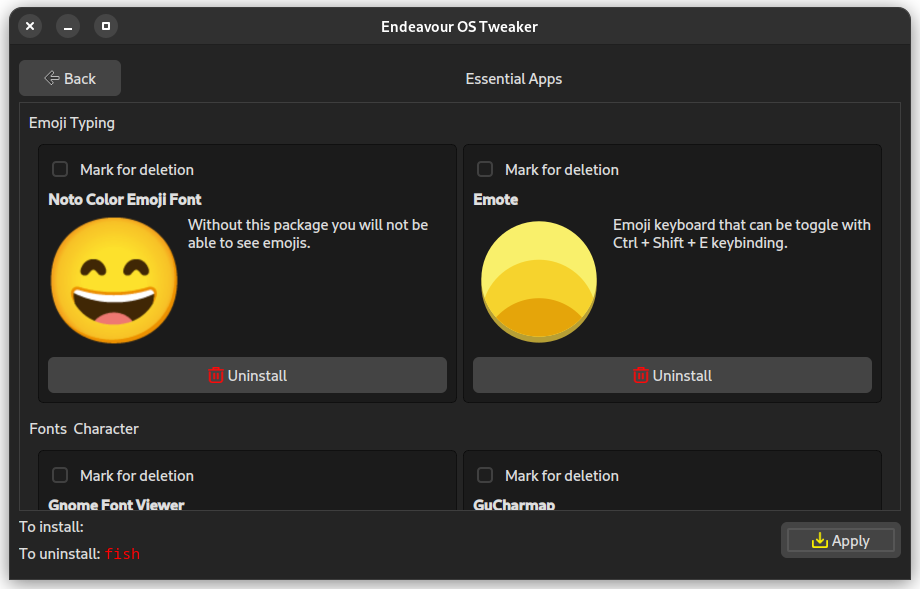 Endeavour OS Tweaker
Back
Essential Apps
Emoji Typing
Mark for deletion
Noto Color Emoji Font
Without this package you will not be
able to see emojis.
Uninstall
Mark for deletion
Emote
Emoji keyboard that can be toggle with
Ctrl + Shift + E keybinding.
Uninstall
Fonts Character
Mark for deletion
Gnome Font Viewer
Mark for deletion
GuCharmap
To install:
To uninstall: fish
Apply